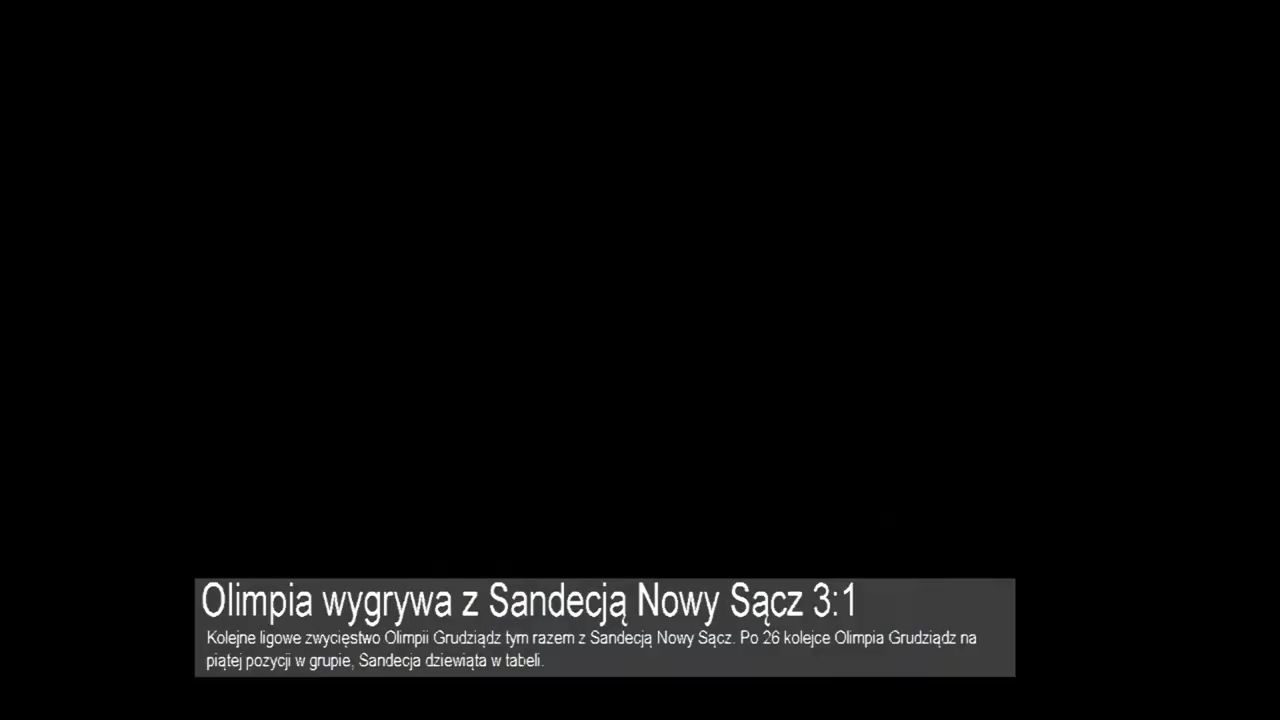 Olimpia wygrywa z Sandecją Nowy Sącz 3:1
Kolejne ligowe zwycięstwo Olimpii Grudziądz tym razem z Sandecją Nowy Sącz. Po 26 kolejce Olimpia Grudziądz na
piątej pozycji w grupie, Sandecja dziewiąta w tabeli.